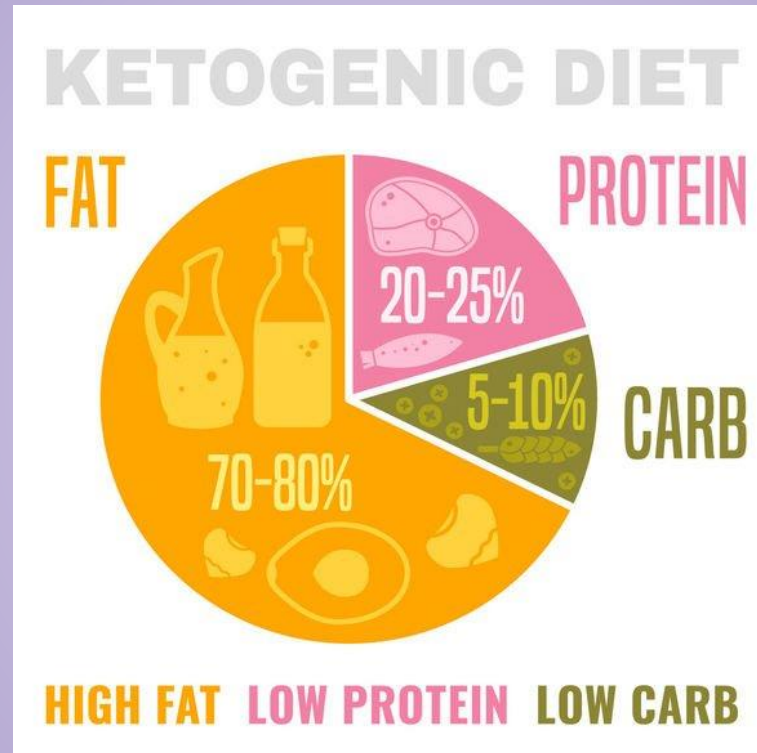 KETOGENIC DIET
FAT
PROTEIN
20-25%
5-10%
CARB
70-80%
HIGH FAT LOW PROTEIN LOW CARB